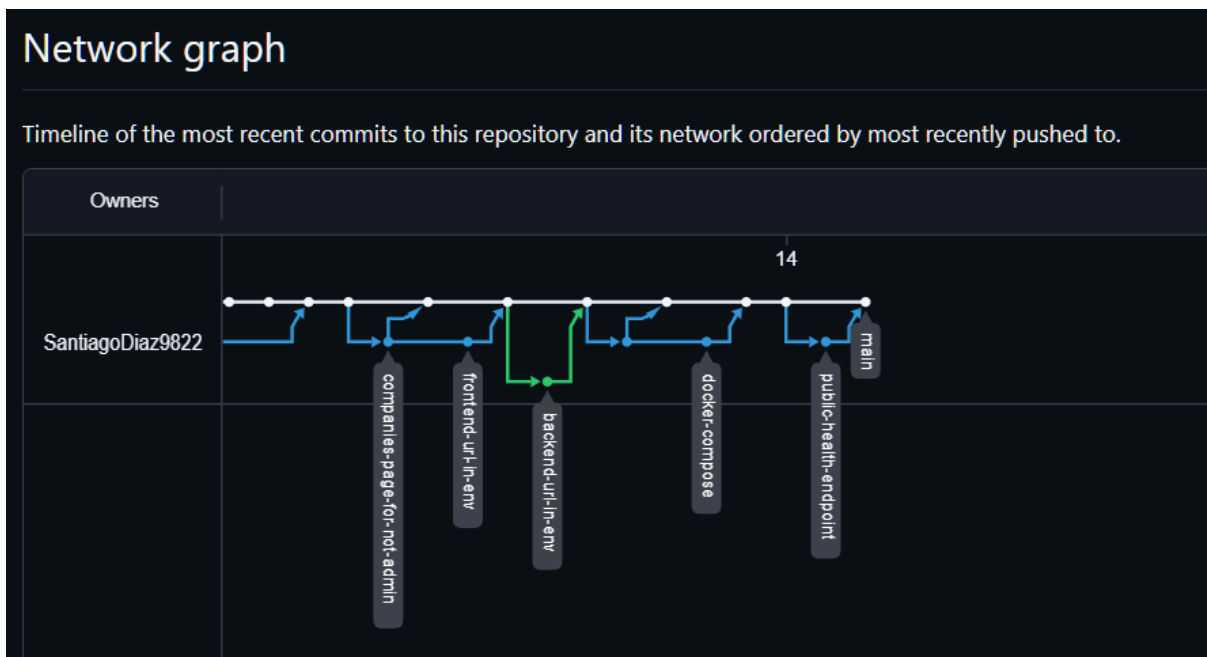 Network graph
Timeline of the most recent commits to this repository and its network ordered by most recently pushed to.
Owners
14
SantiagoDiaz9822
main
companies-page-for-not-admin
frontend-url-in-env
backend-url-in-env
docker-compose
public-health-endpoint